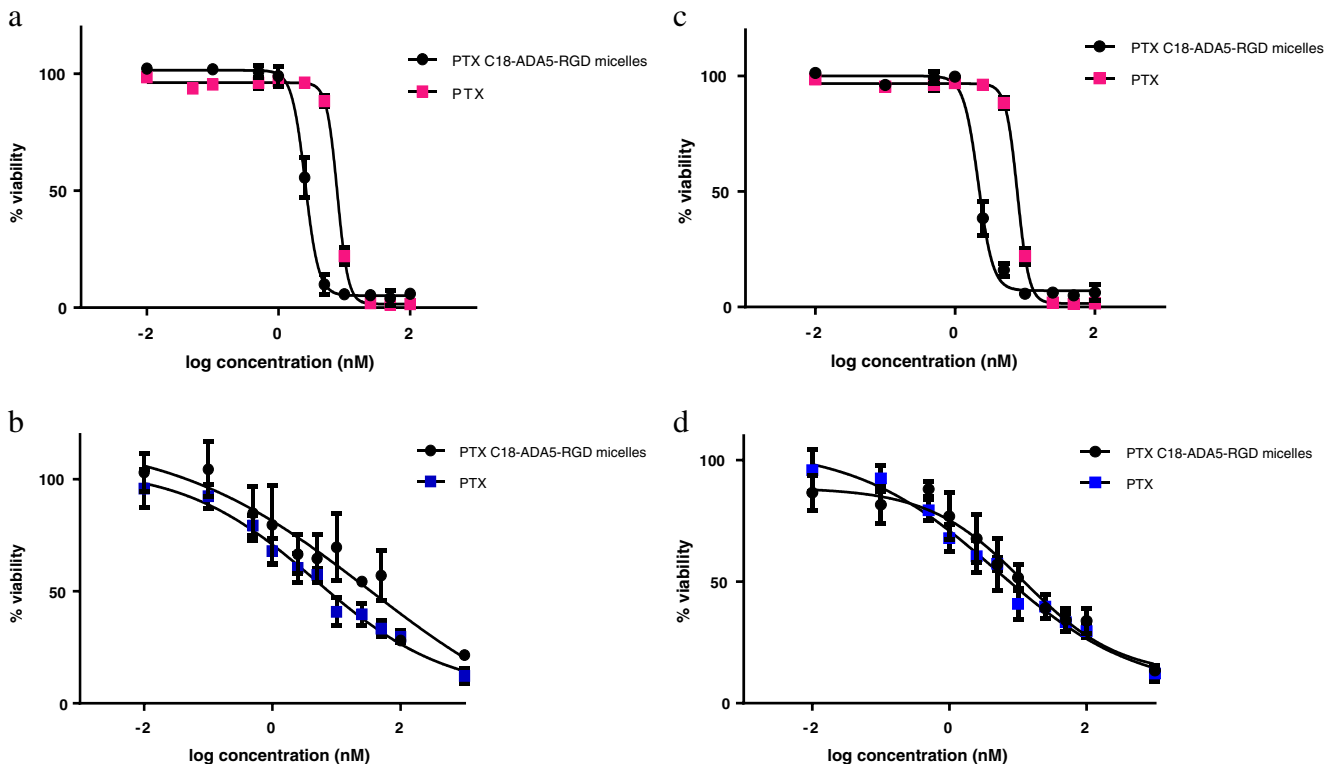 a
PTX C18-ADA5-RGD micelles
PTX
% viability
100
50
0
-2 0 2
log concentration (nM)
c
PTX C18-ADA5-RGD micelles
PTX
% viability
100
50
0
-2 0 2
log concentration (nM)
b
PTX C18-ADA5-RGD micelles
PTX
% viability
100
50
0
-2 0 2
log concentration (nM)
d
PTX C18-ADA5-RGD micelles
PTX
% viability
100
50
0
-2 0 2
log concentration (nM)